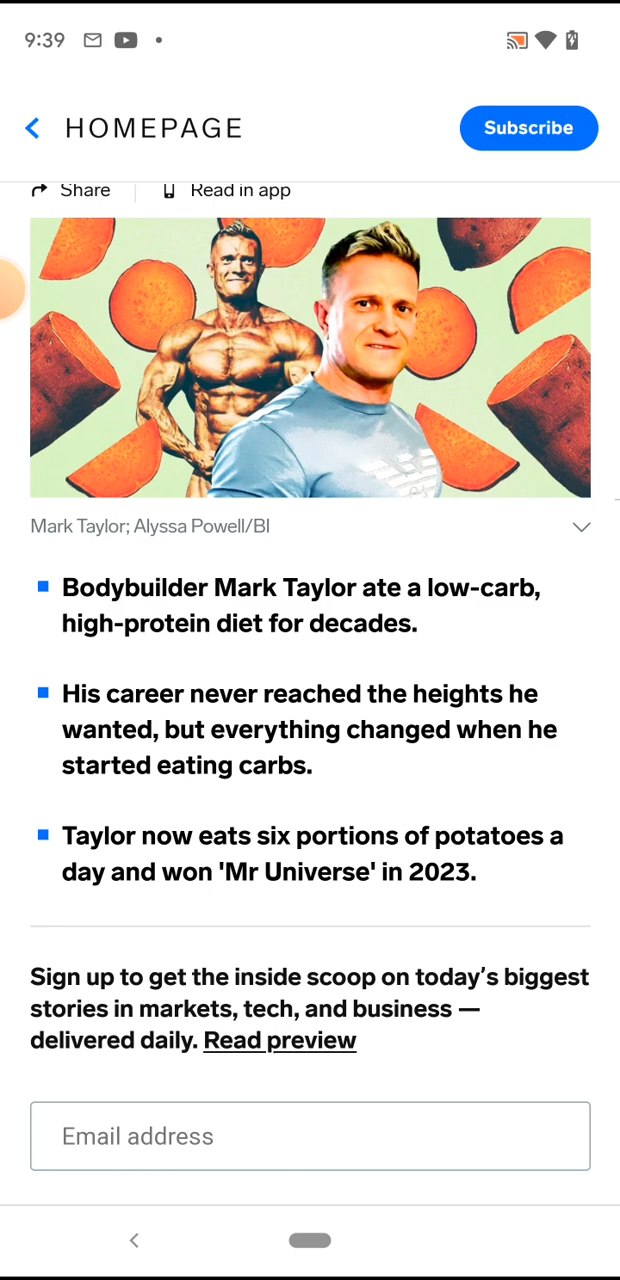 9:39
HOMEPAGE
Subscribe
Share
Read in app
Mark Taylor; Alyssa Powell/BI
Bodybuilder Mark Taylor ate a low-carb,
high-protein diet for decades.
His career never reached the heights he
wanted, but everything changed when he
started eating carbs.
Taylor now eats six portions of potatoes a
day and won 'Mr Universe' in 2023.
Sign up to get the inside scoop on today’s biggest
stories in markets, tech, and business —
delivered daily. Read preview
Email address